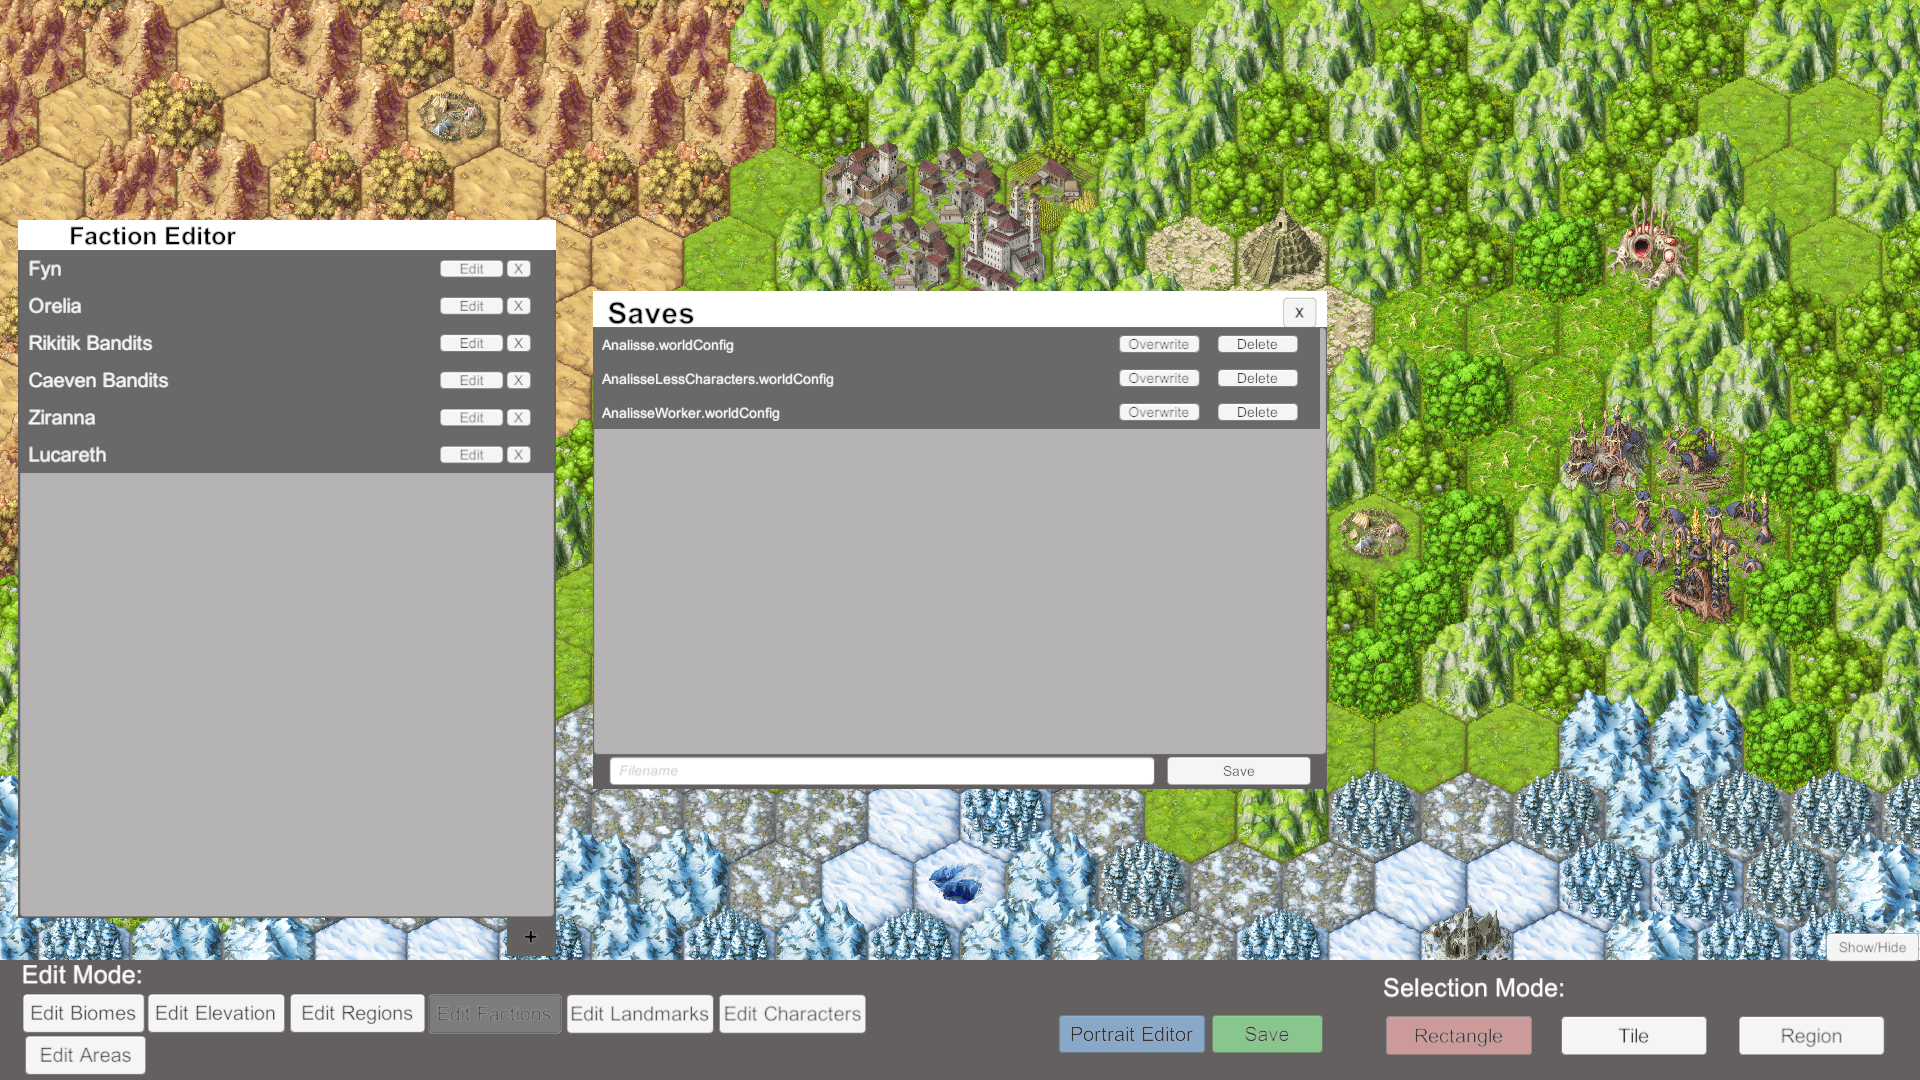 Faction Editor
Fyn Edit X
Orelia Edit X
Rikitik Bandits Edit X
Caeven Bandits Edit X
Ziranna Edit X
Lucareth Edit X
+
Saves X
Analisse.worldConfig Overwrite Delete
AnalisseLessCharacters.worldConfig Overwrite Delete
AnalisseWorker.worldConfig Overwrite Delete
Filename Save
Show/Hide
Edit Mode:
Edit Biomes Edit Elevation Edit Regions Edit Factions Edit Landmarks Edit Characters
Edit Areas
Portrait Editor Save
Selection Mode:
Rectangle Tile Region